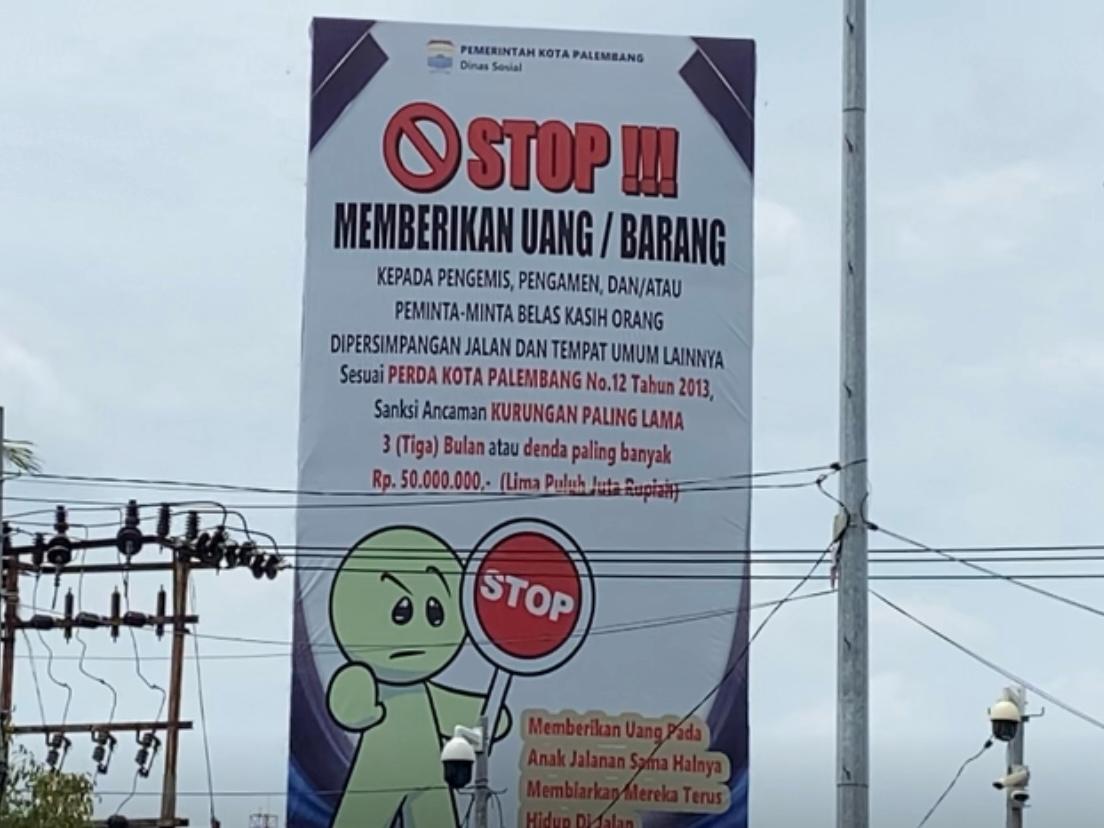 PEMERINTAH KOTA PALEMBANG
Dinas Sosial
STOP !!!
MEMBERIKAN UANG / BARANG
KEPADA PENGEMIS, PENGAMEN, DAN/ATAU
PEMINTA-MINTA BELAS KASIH ORANG
DIPERSIMPANGAN JALAN DAN TEMPAT UMUM LAINNYA
Sesuai PERDA KOTA PALEMBANG No.12 Tahun 2013,
Sanksi Ancaman KURUNGAN PALING LAMA
3 (Tiga) Bulan atau denda paling banyak
Rp. 50.000.000,- (Lima Puluh Juta Rupiah)
STOP
Memberikan Uang Pada
Anak Jalanan Sama Halnya
Membiarkan Mereka Terus
Hidup Di Jalan